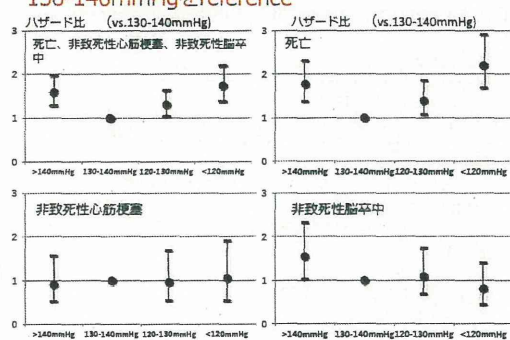 130-140mmHgをreference
ハザード比 （vs.130-140mmHg）
死亡、非致死性心筋梗塞、非致死性脳卒
中
3
2
1
0
>140mmHg 130-140mmHg 120-130mmHg <120mmHg
ハザード比 （vs.130-140mmHg）
死亡
3
2
1
0
>140mmHg 130-140mmHg 120-130mmHg <120mmHg
非致死性心筋梗塞
3
2
1
0
>140mmHg 130-140mmHg 120-130mmHg <120mmHg
非致死性脳卒中
3
2
1
0
>140mmHg 130-140mmHg 120-130mmHg <120mmHg